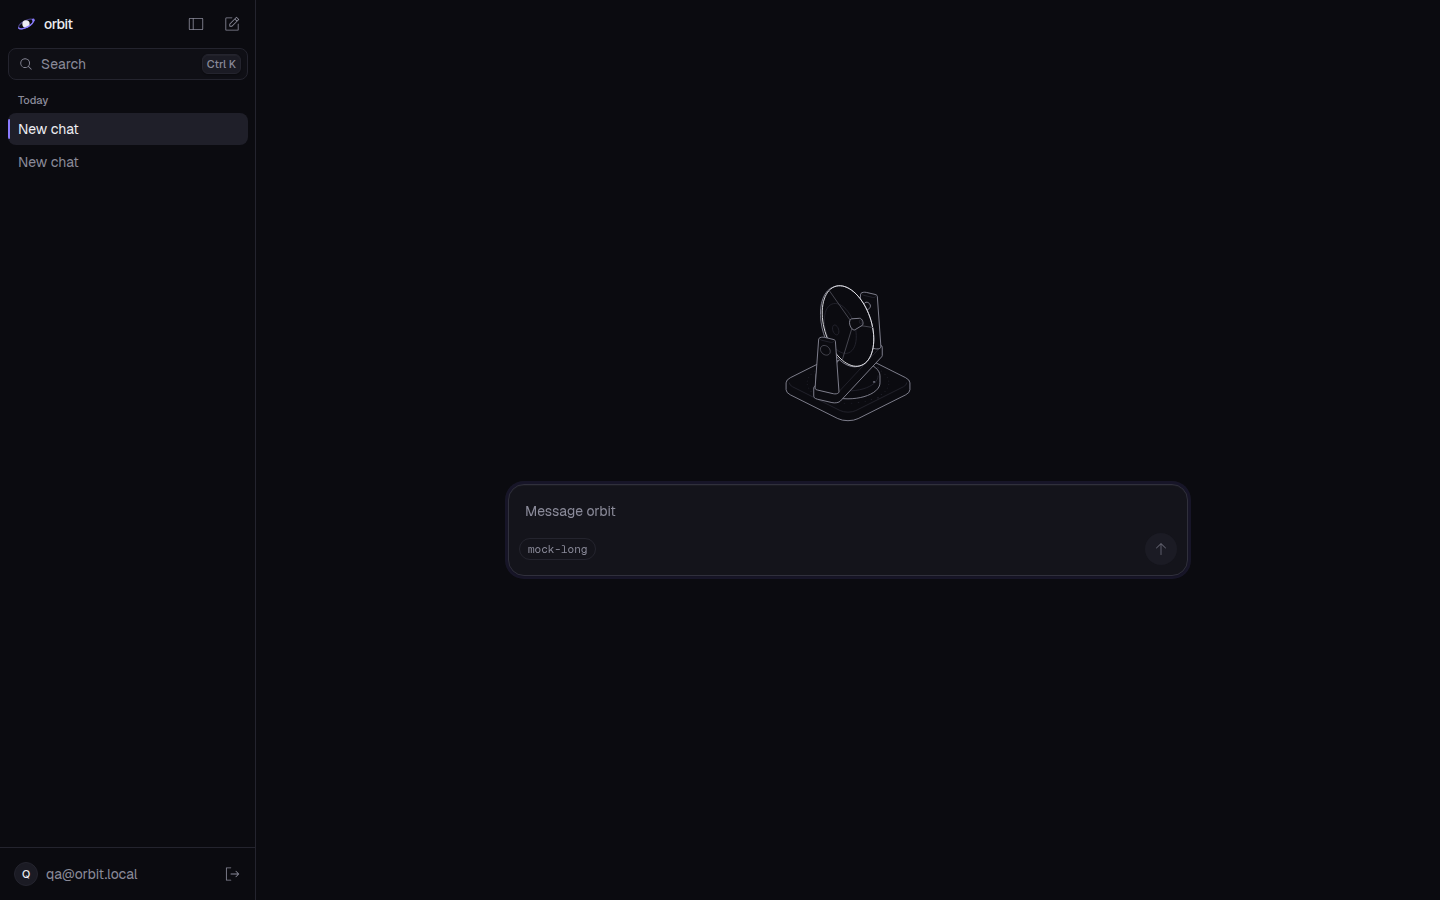 orbit
Search
Ctrl K
Today
New chat
New chat
Message orbit
mock-long
Q
qa@orbit.local